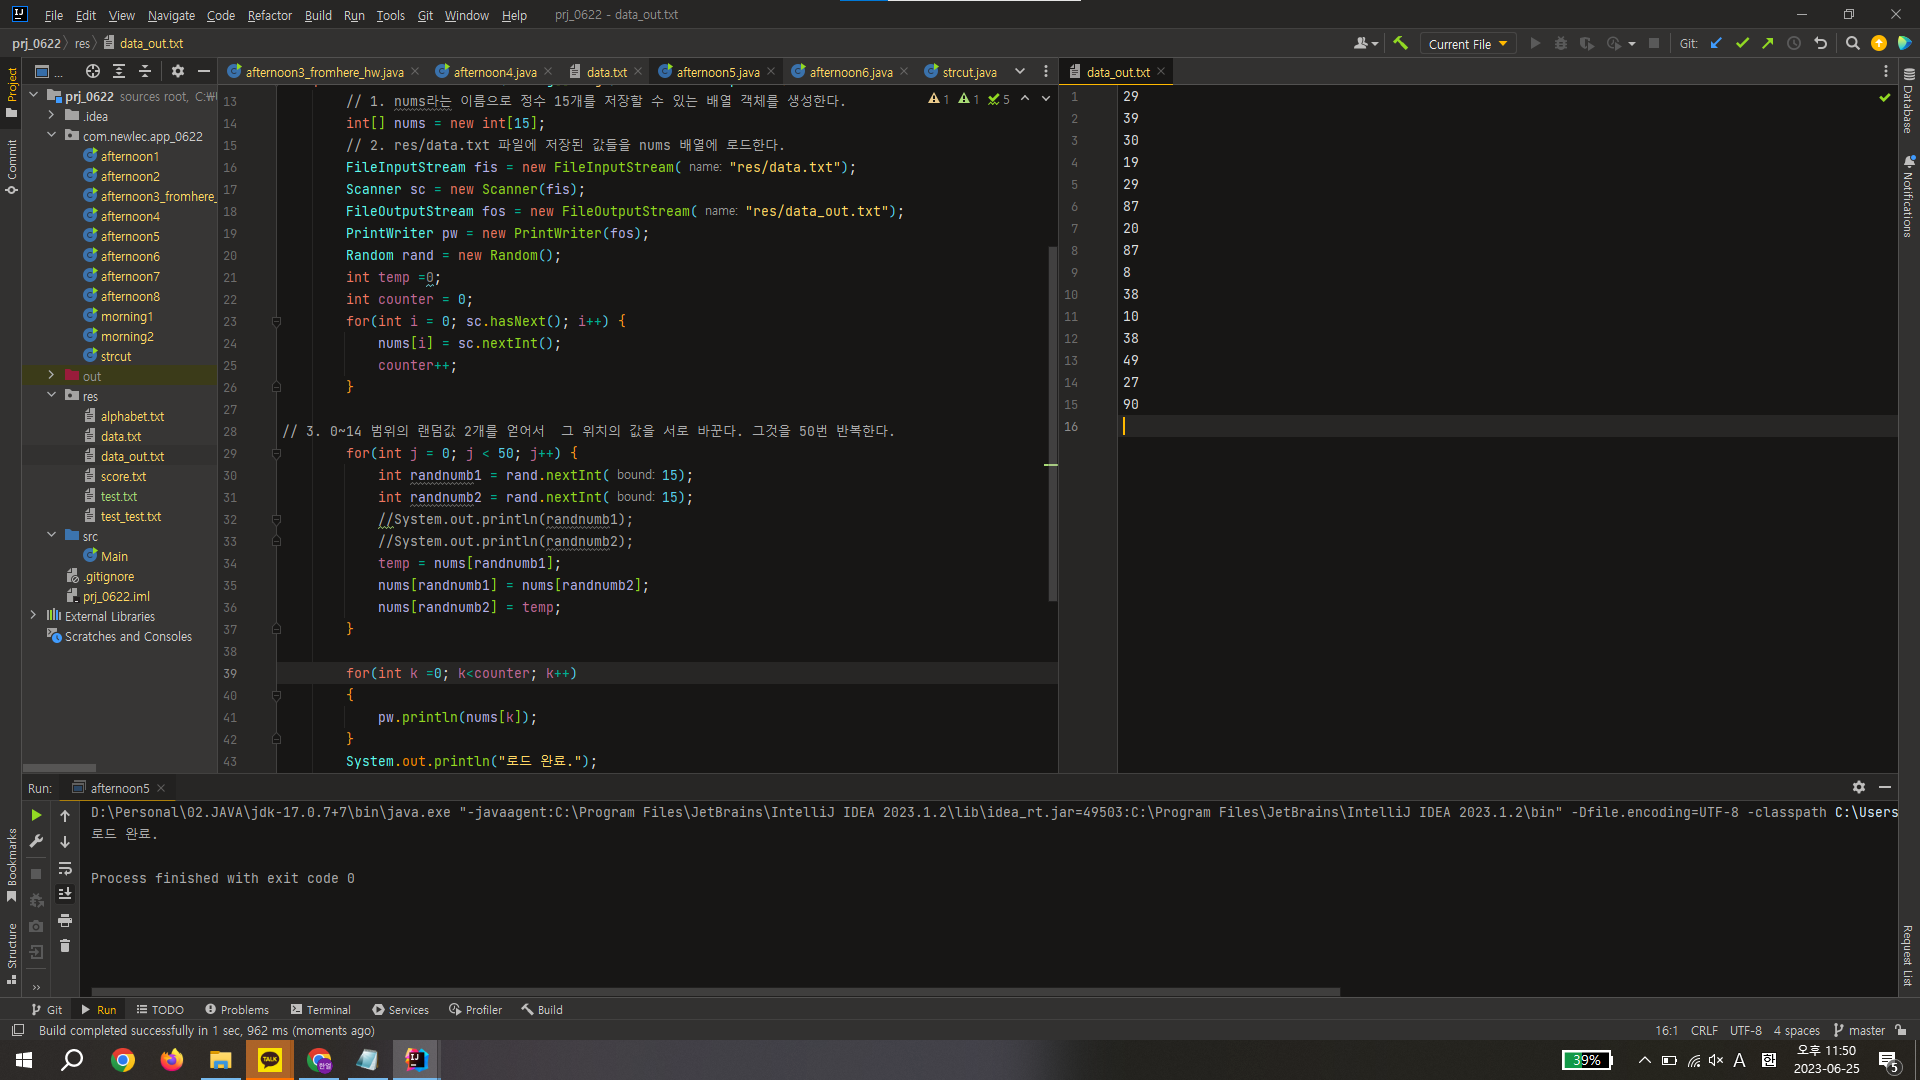 File Edit View Navigate Code Refactor Build Run Tools Git Window Help prj_0622 - data_out.txt
prj_0622 res data_out.txt
Current File
Git:
Project
...
afternoon3_fromhere_hw.java afternoon4.java data.txt afternoon5.java afternoon6.java strcut.java
data_out.txt
prj_0622 sources root,
.idea
com.newlec.app_0622
afternoon1
afternoon2
afternoon3_fromhere_
afternoon4
afternoon5
afternoon6
afternoon7
afternoon8
morning1
morning2
strcut
out
res
alphabet.txt
data.txt
data_out.txt
score.txt
test.txt
test_test.txt
src
Main
.gitignore
prj_0622.iml
External Libraries
Scratches and Consoles
Commit
1 1 5
13 // 1. nums라는 이름으로 정수 15개를 저장할 수 있는 배열 객체를 생성한다.
14 int[] nums = new int[15];
15 // 2. res/data.txt 파일에 저장된 값들을 nums 배열에 로드한다.
16 FileInputStream fis = new FileInputStream( name: "res/data.txt");
17 Scanner sc = new Scanner(fis);
18 FileOutputStream fos = new FileOutputStream( name: "res/data_out.txt");
19 PrintWriter pw = new PrintWriter(fos);
20 Random rand = new Random();
21 int temp =0;
22 int counter = 0;
23 for(int i = 0; sc.hasNext(); i++) {
24 nums[i] = sc.nextInt();
25 counter++;
26 }
27
28 // 3. 0~14 범위의 랜덤값 2개를 얻어서 그 위치의 값을 서로 바꾼다. 그것을 50번 반복한다.
29 for(int j = 0; j < 50; j++) {
30 int randnumb1 = rand.nextInt( bound: 15);
31 int randnumb2 = rand.nextInt( bound: 15);
32 //System.out.println(randnumb1);
33 //System.out.println(randnumb2);
34 temp = nums[randnumb1];
35 nums[randnumb1] = nums[randnumb2];
36 nums[randnumb2] = temp;
37 }
38
39 for(int k =0; k<counter; k++)
40 {
41 pw.println(nums[k]);
42 }
43 System.out.println("로드 완료.");
1 29
2 39
3 30
4 19
5 29
6 87
7 20
8 87
9 8
10 38
11 10
12 38
13 49
14 27
15 90
16
Database
Notifications
Request List
Run: afternoon5
D:\Personal\02.JAVA\jdk-17.0.7+7\bin\java.exe "-javaagent:C:\Program Files\JetBrains\IntelliJ IDEA 2023.1.2\lib\idea_rt.jar=49503:C:\Program Files\JetBrains\IntelliJ IDEA 2023.1.2\bin" -Dfile.encoding=UTF-8 -classpath C:\Users
로드 완료.
Process finished with exit code 0
Bookmarks
Structure
Git Run TODO Problems Terminal Services Profiler Build
Build completed successfully in 1 sec, 962 ms (moments ago)
16:1 CRLF UTF-8 4 spaces master
TALK
39%
A
오후 11:50
2023-06-25
5